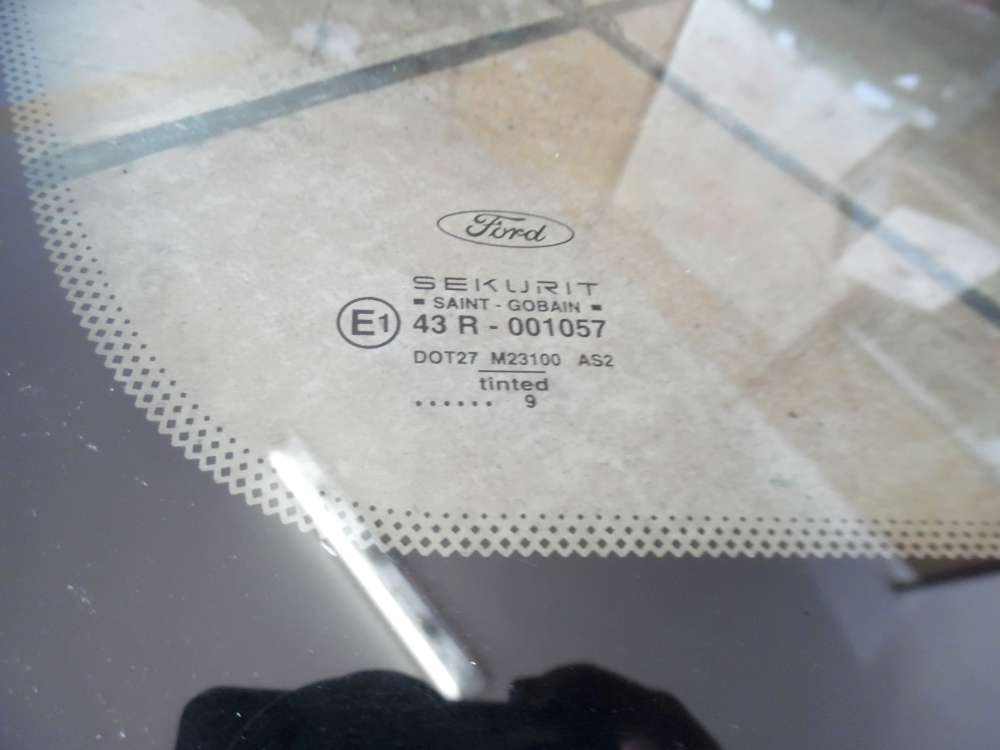 Ford
SEKURIT
SAINT - GOBAIN
E1
43 R - 001057
DOT27 M23100 AS2
tinted
...... 9